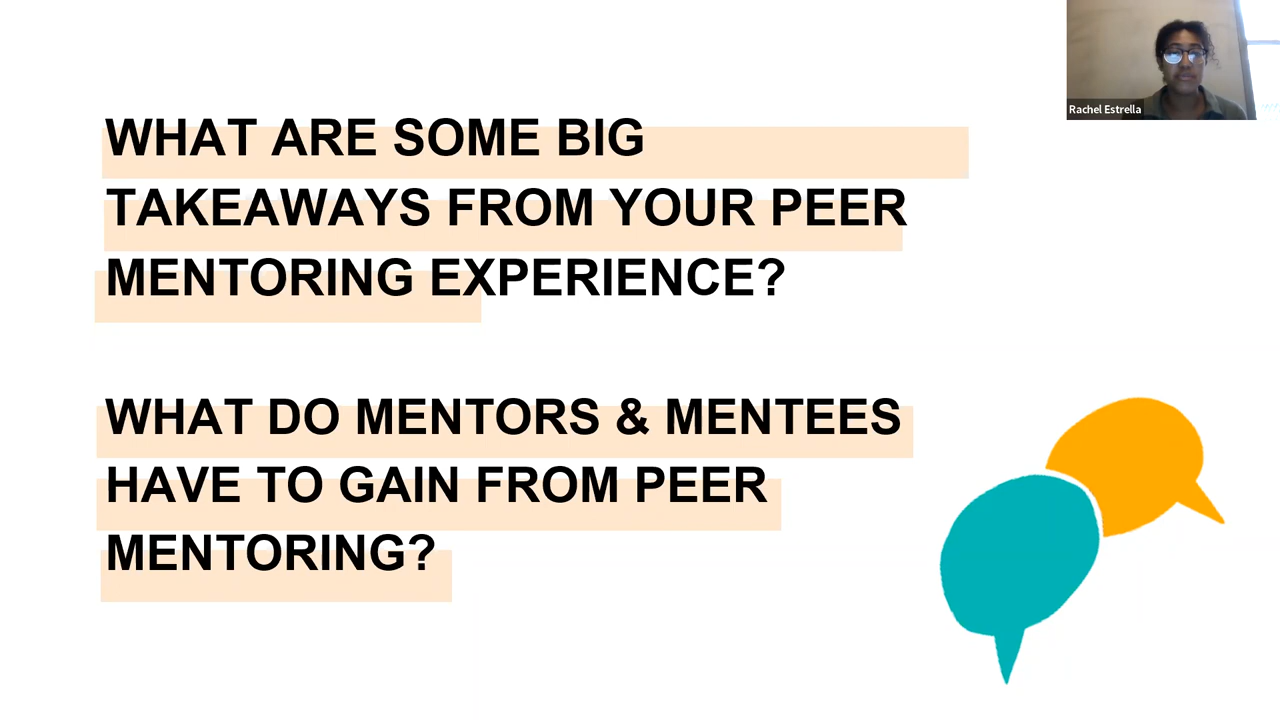 WHAT ARE SOME BIG
TAKEAWAYS FROM YOUR PEER
MENTORING EXPERIENCE?
WHAT DO MENTORS & MENTEES
HAVE TO GAIN FROM PEER
MENTORING?
Rachel Estrella